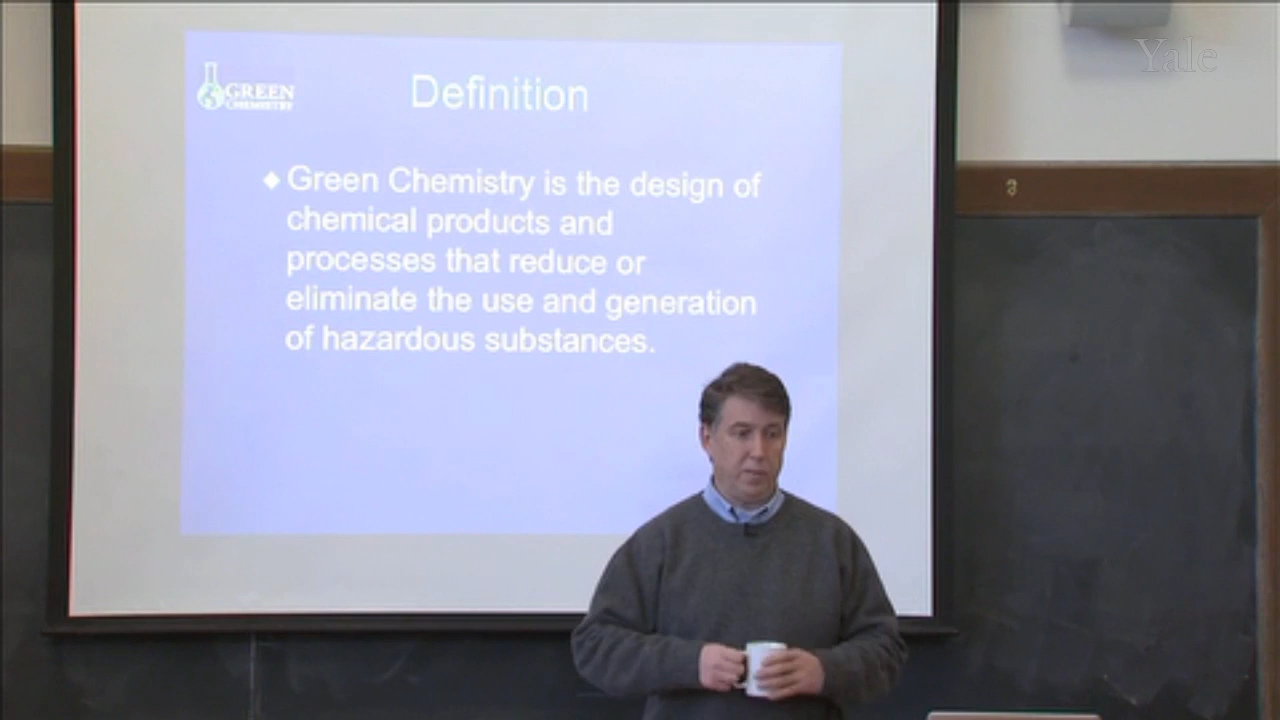 Yale
GREEN
CHEMISTRY
Definition
Green Chemistry is the design of
chemical products and
processes that reduce or
eliminate the use and generation
of hazardous substances.
3